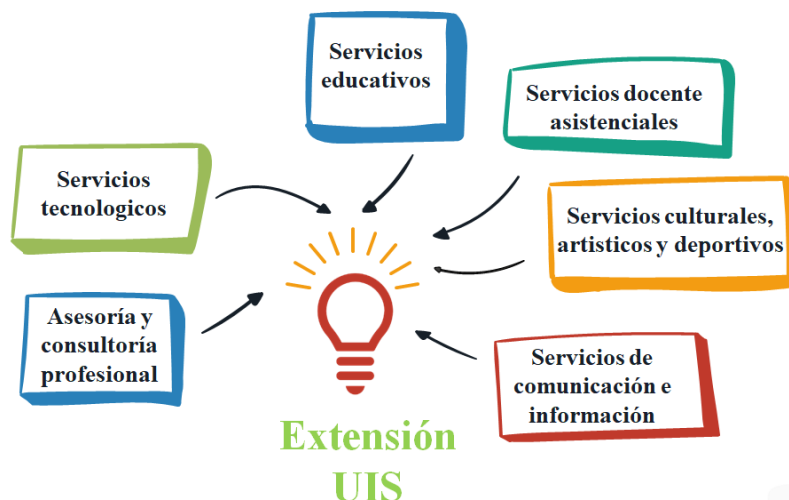 Servicios
educativos
Servicios docente
asistenciales
Servicios
tecnologicos
Servicios culturales,
artisticos y deportivos
Asesoría y
consultoría
profesional
Servicios de
comunicación e
información
Extensión
UIS